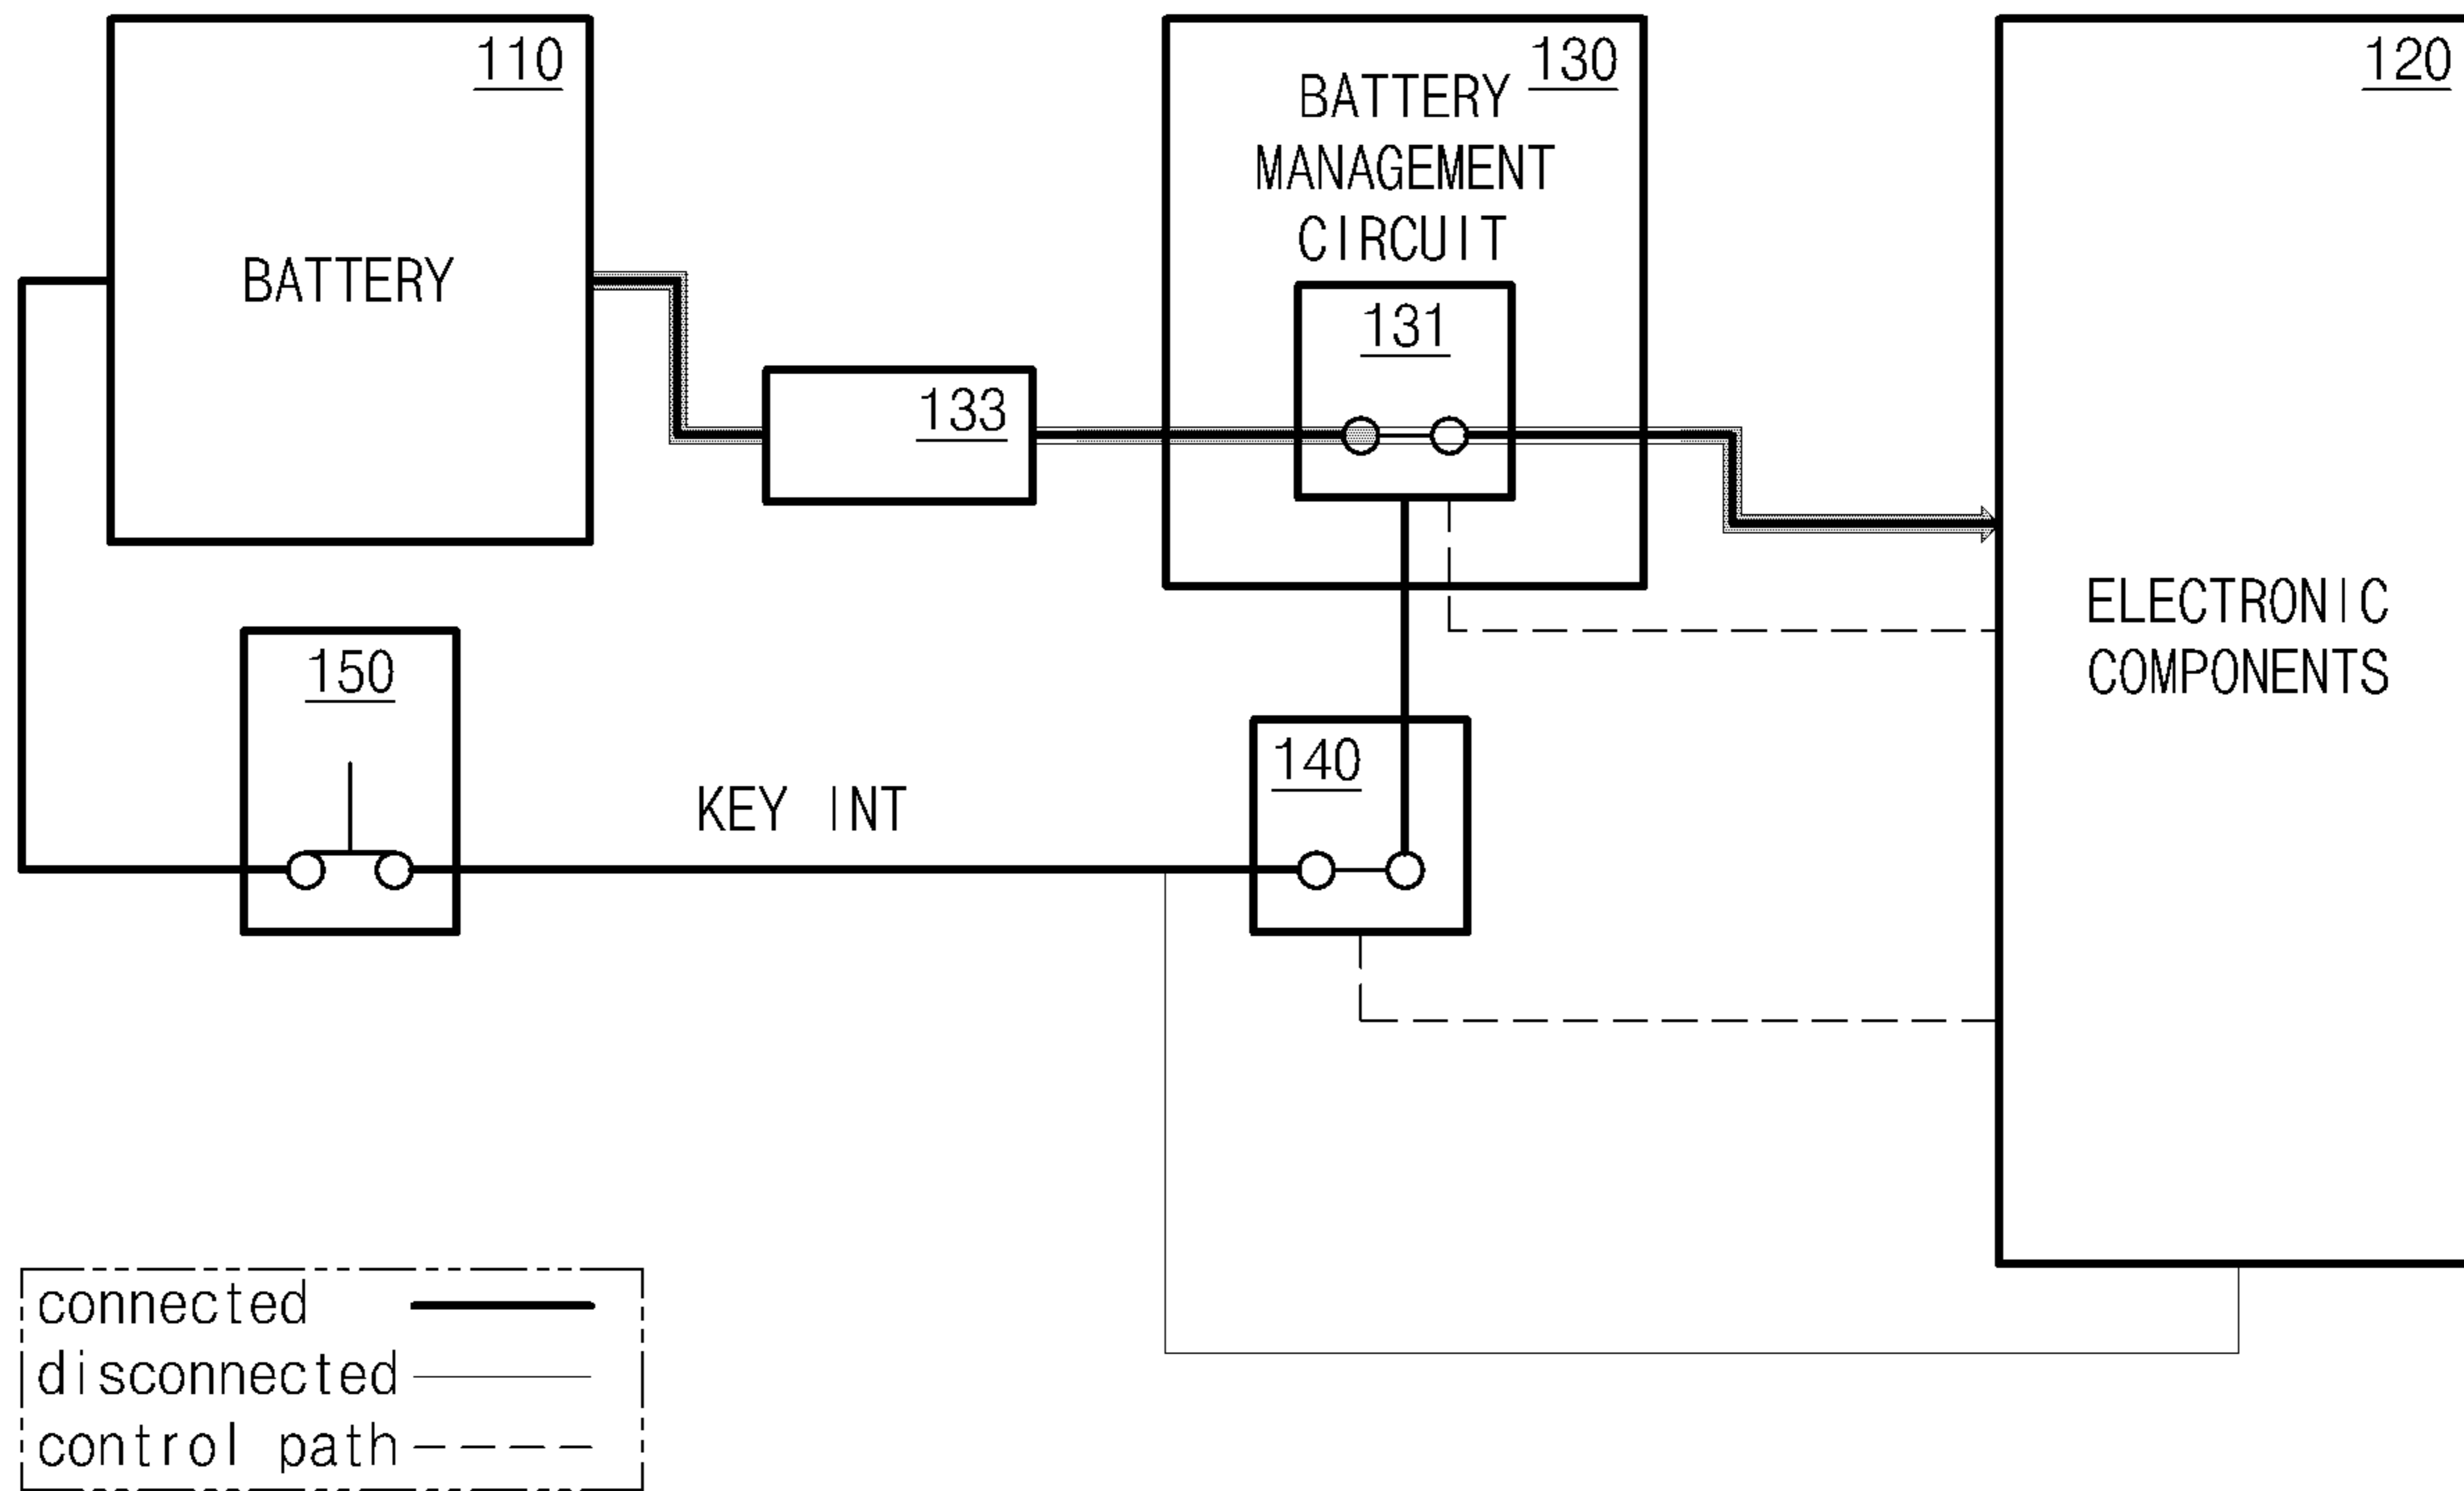 110
BATTERY
130
BATTERY
MANAGEMENT
CIRCUIT
131
133
120
ELECTRONIC
COMPONENTS
150
KEY INT
140
connected
disconnected
control path